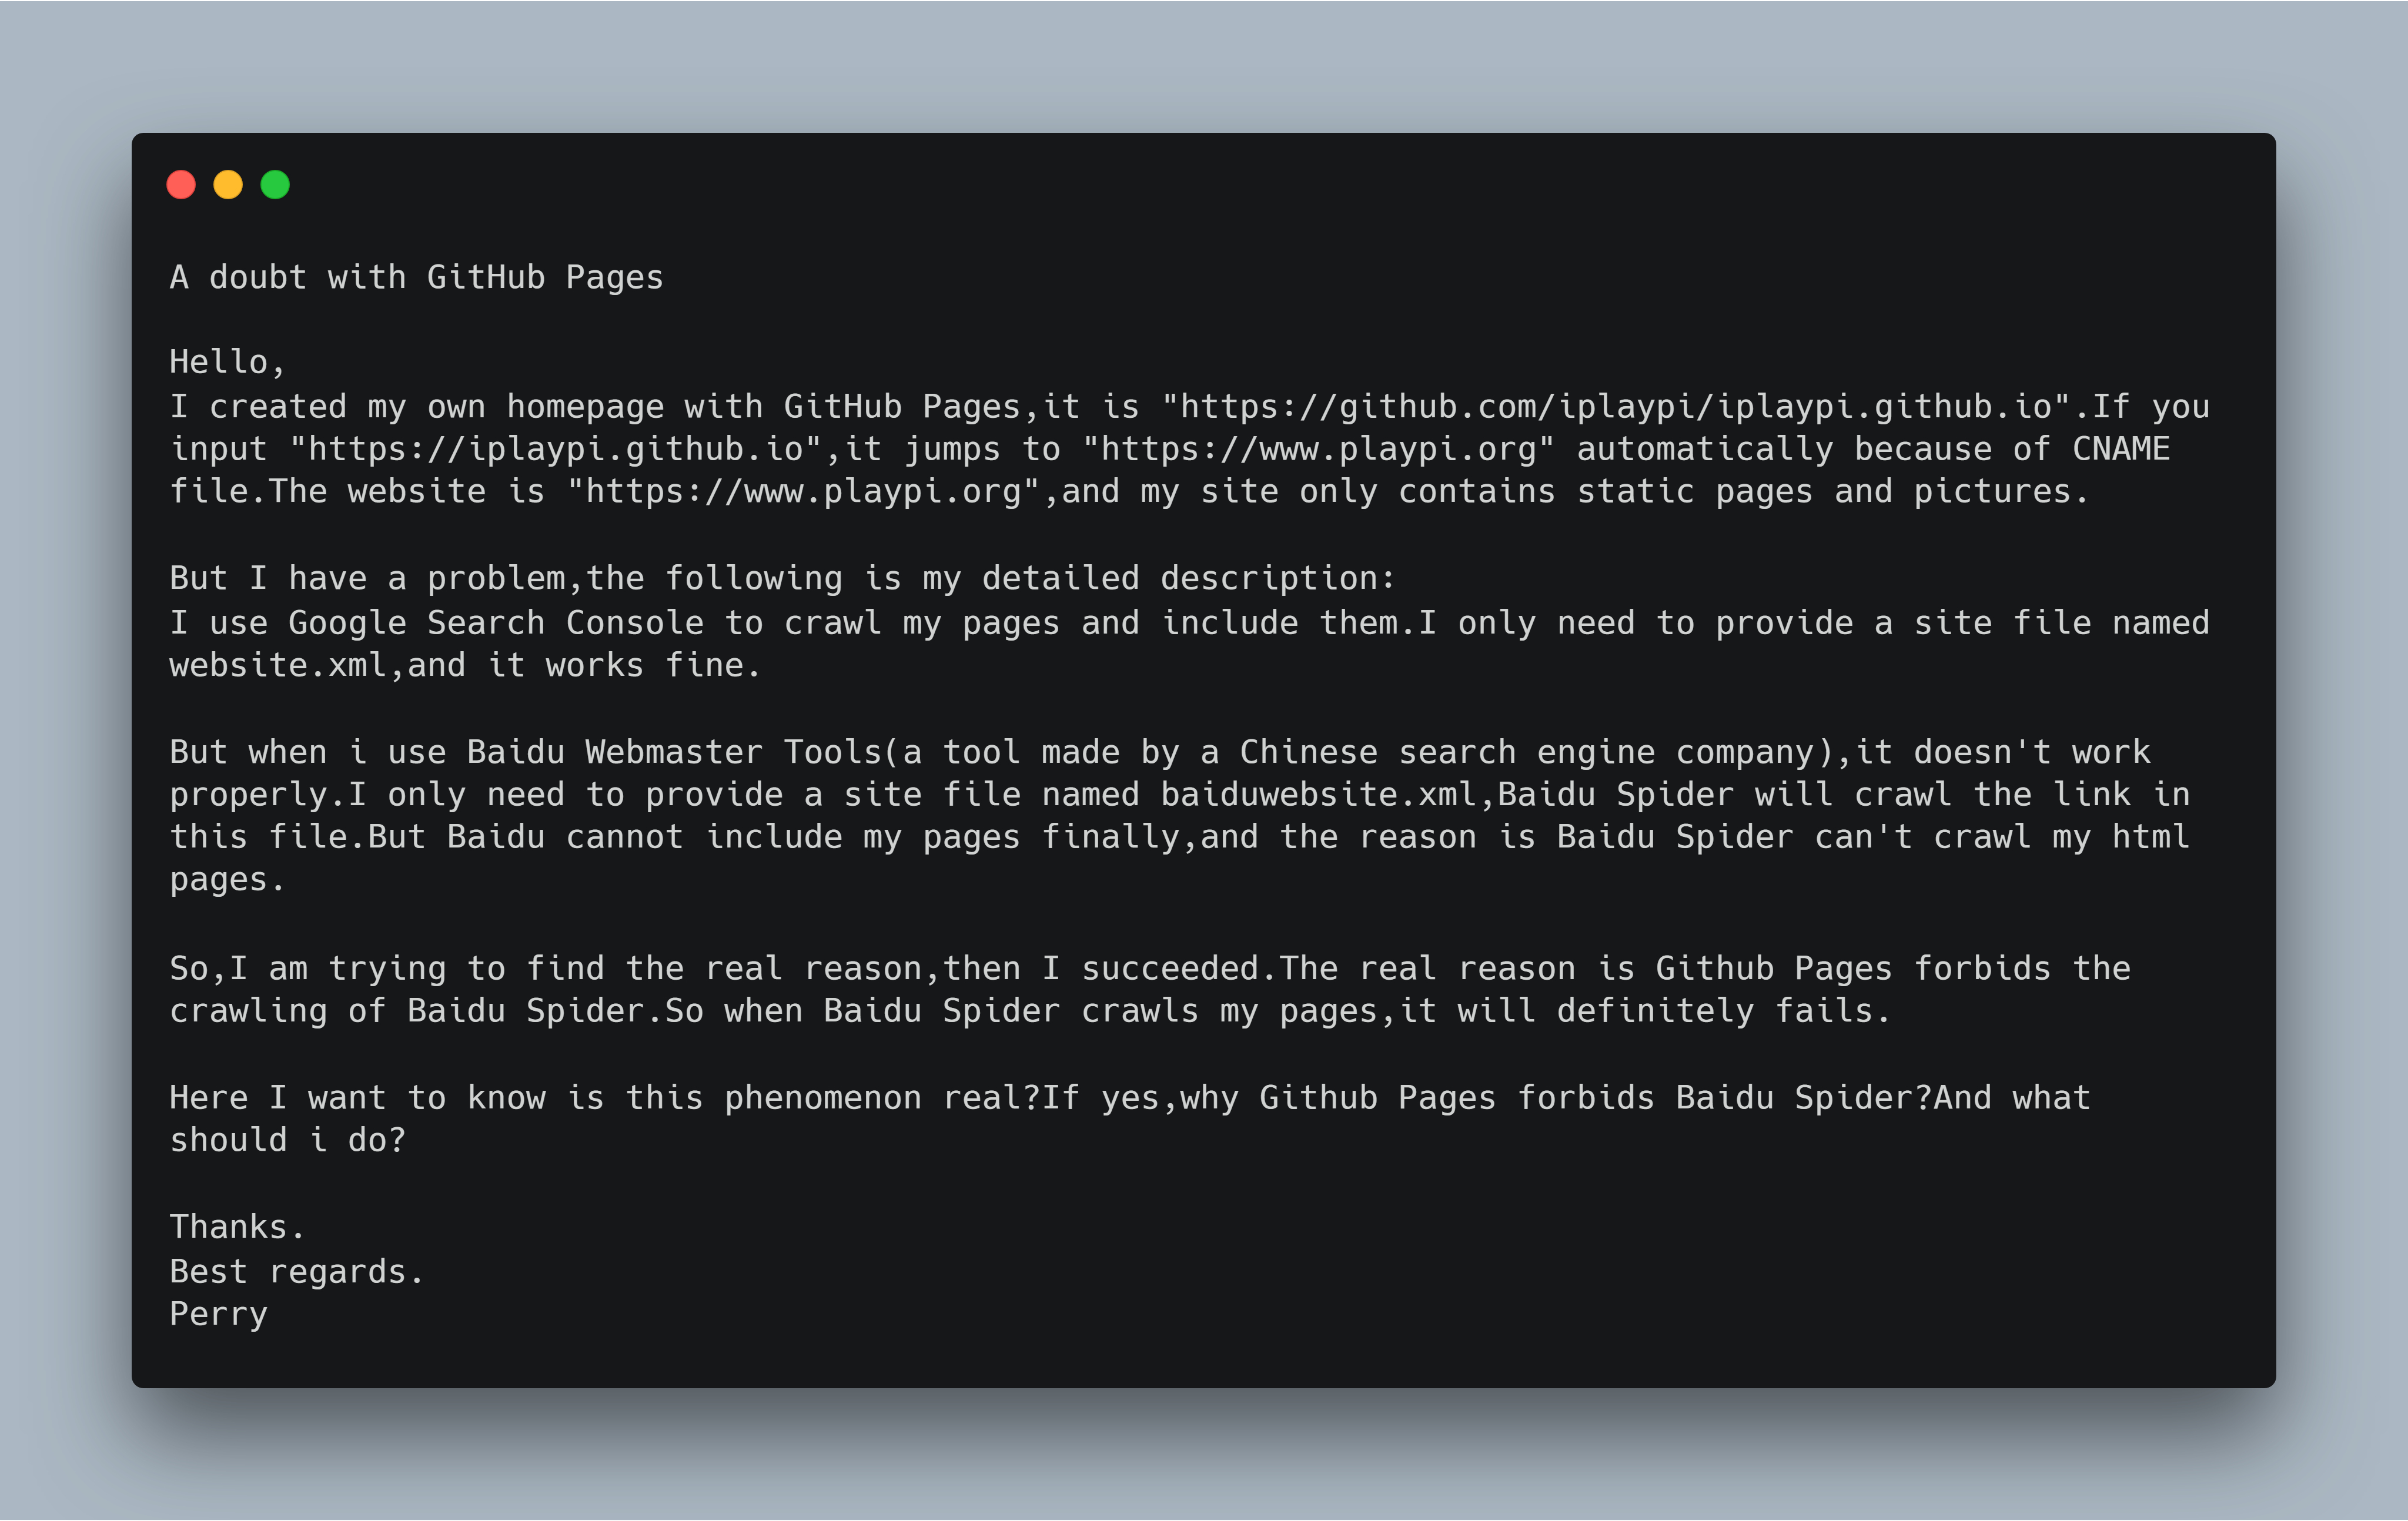 A doubt with GitHub Pages
Hello,
I created my own homepage with GitHub Pages,it is "https://github.com/iplaypi/iplaypi.github.io".If you
input "https://iplaypi.github.io",it jumps to "https://www.playpi.org" automatically because of CNAME
file.The website is "https://www.playpi.org",and my site only contains static pages and pictures.
But I have a problem,the following is my detailed description:
I use Google Search Console to crawl my pages and include them.I only need to provide a site file named
website.xml,and it works fine.
But when i use Baidu Webmaster Tools(a tool made by a Chinese search engine company),it doesn't work
properly.I only need to provide a site file named baiduwebsite.xml,Baidu Spider will crawl the link in
this file.But Baidu cannot include my pages finally,and the reason is Baidu Spider can't crawl my html
pages.
So,I am trying to find the real reason,then I succeeded.The real reason is Github Pages forbids the
crawling of Baidu Spider.So when Baidu Spider crawls my pages,it will definitely fails.
Here I want to know is this phenomenon real?If yes,why Github Pages forbids Baidu Spider?And what
should i do?
Thanks.
Best regards.
Perry